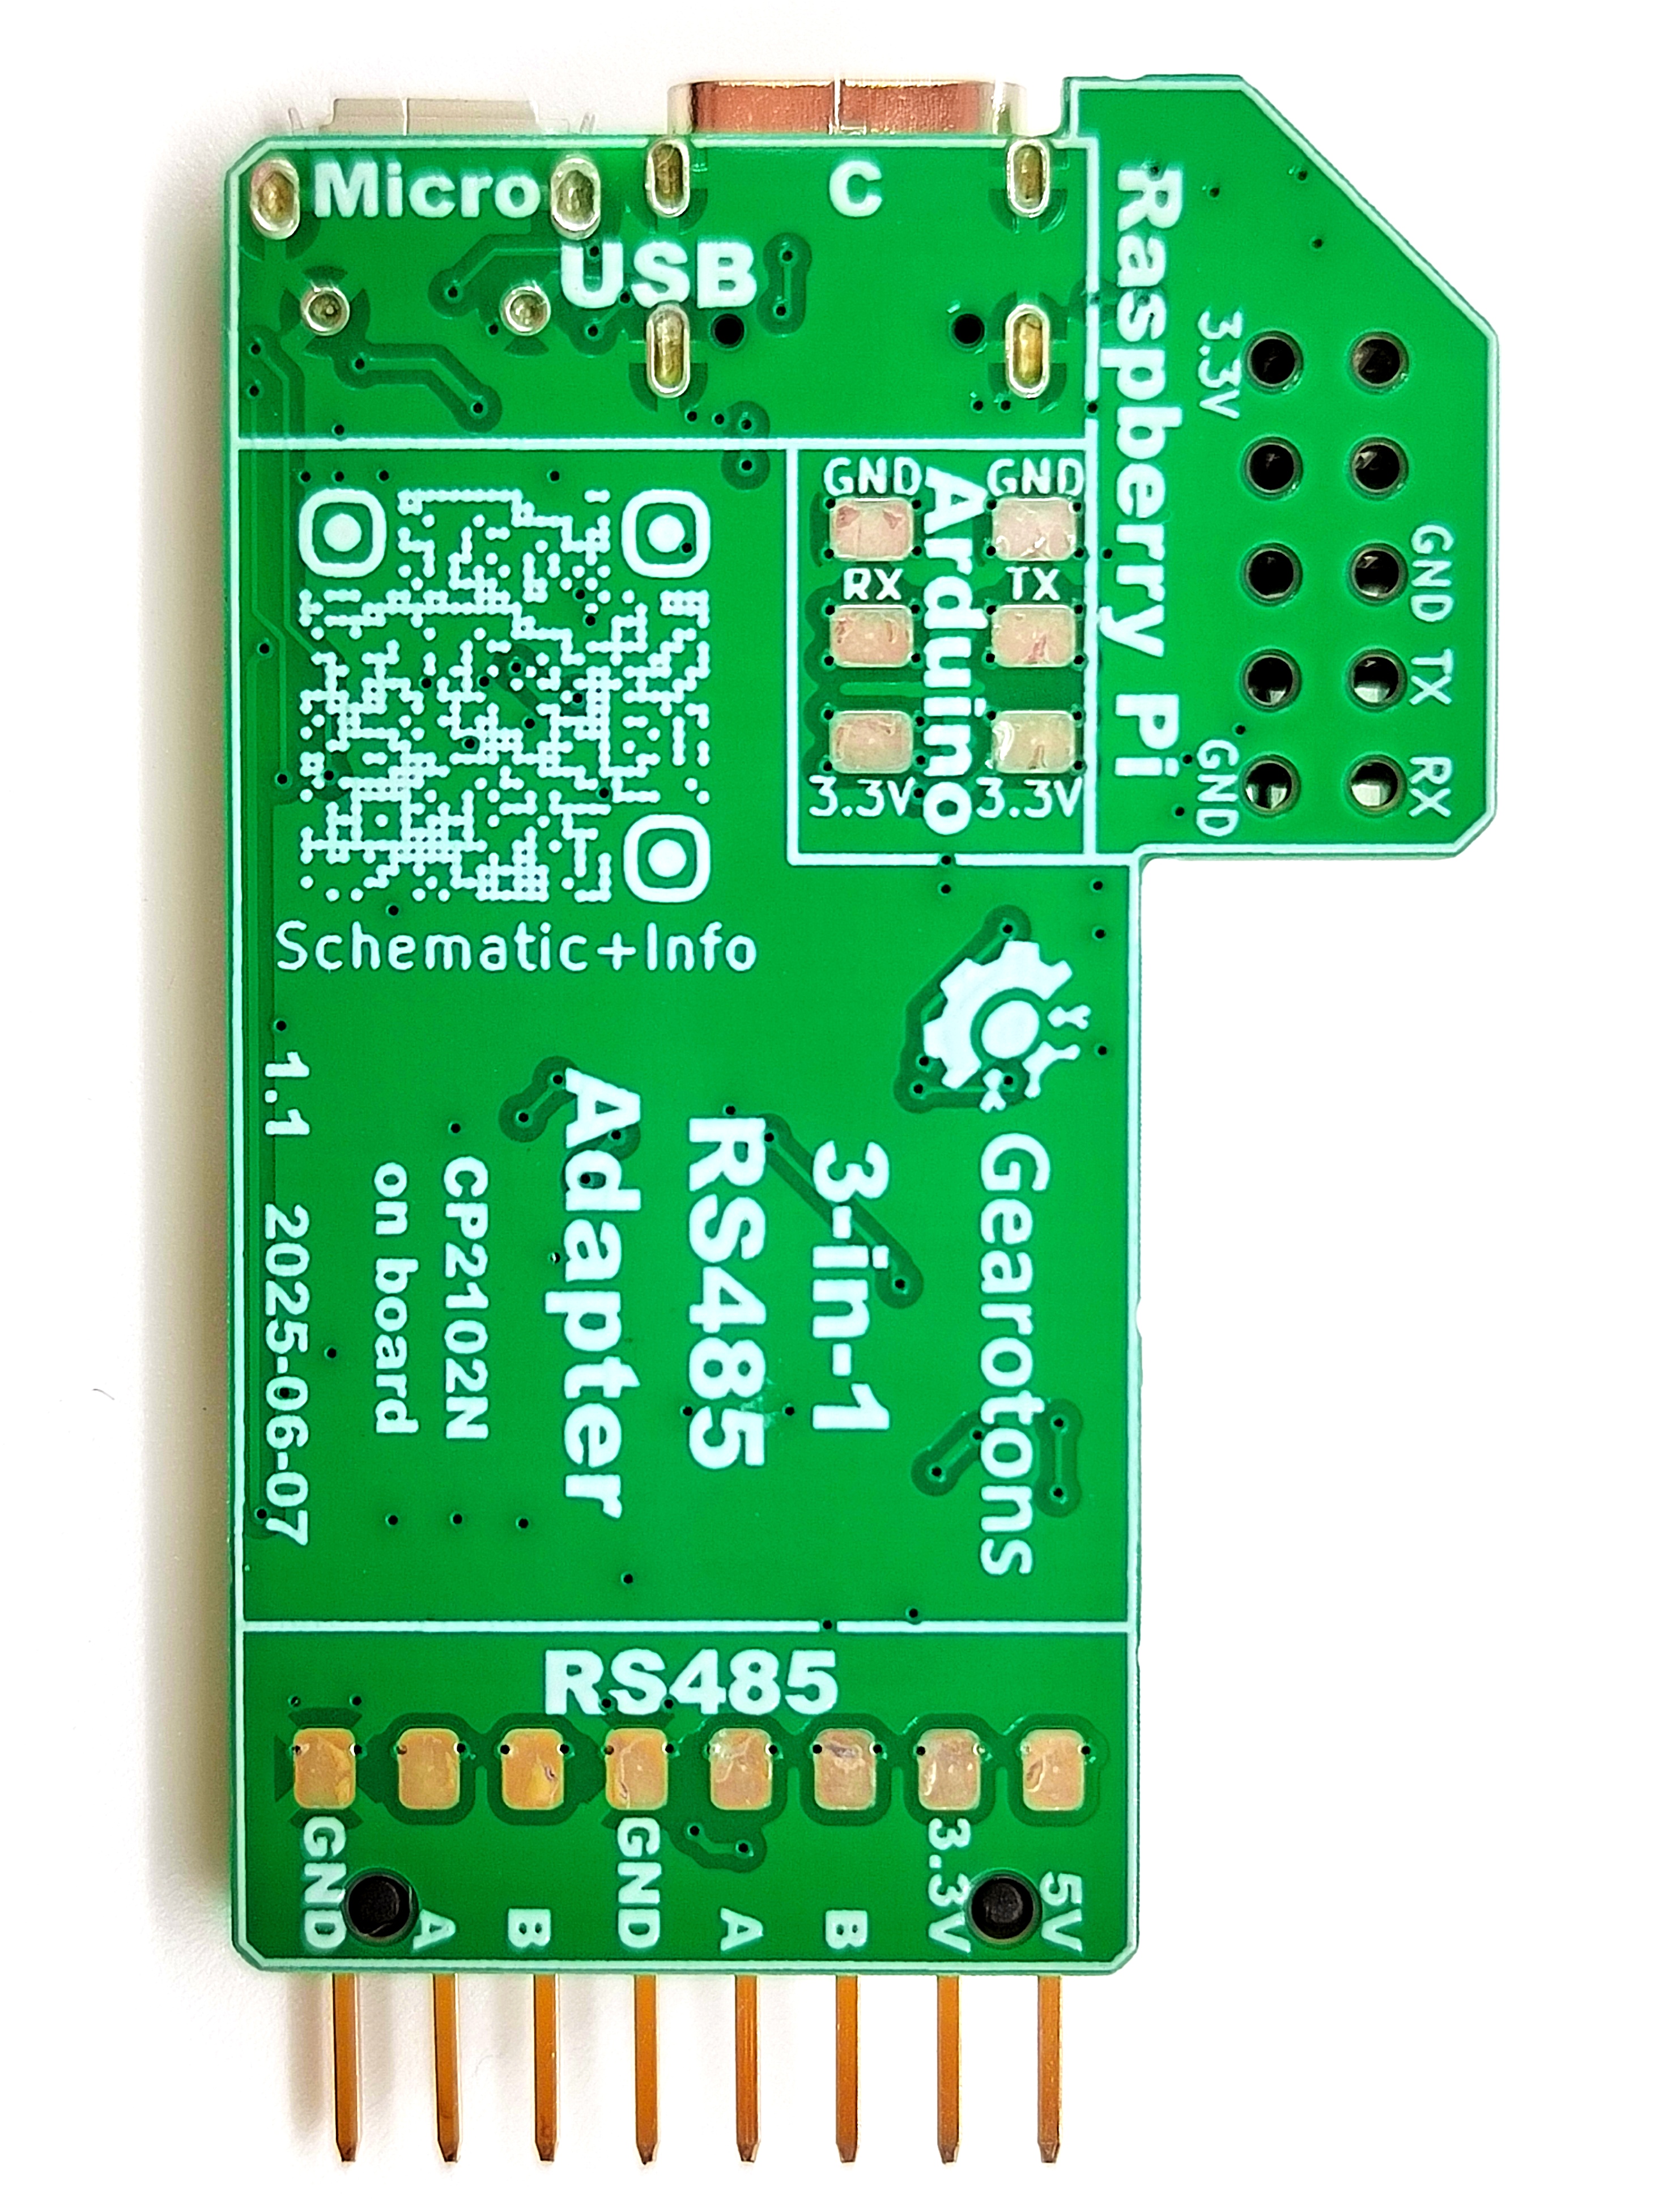 Micro
C
USB
Raspberry Pi
3.3V
GND
TX
RX
GND
Arduino
GND
GND
RX
TX
3.3V
3.3V
Schematic+Info
Gearotons
3-in-1
RS485
Adapter
CP2102N
on board
1.1 2025-06-07
RS485
GND
A
B
GND
A
B
3.3V
5V